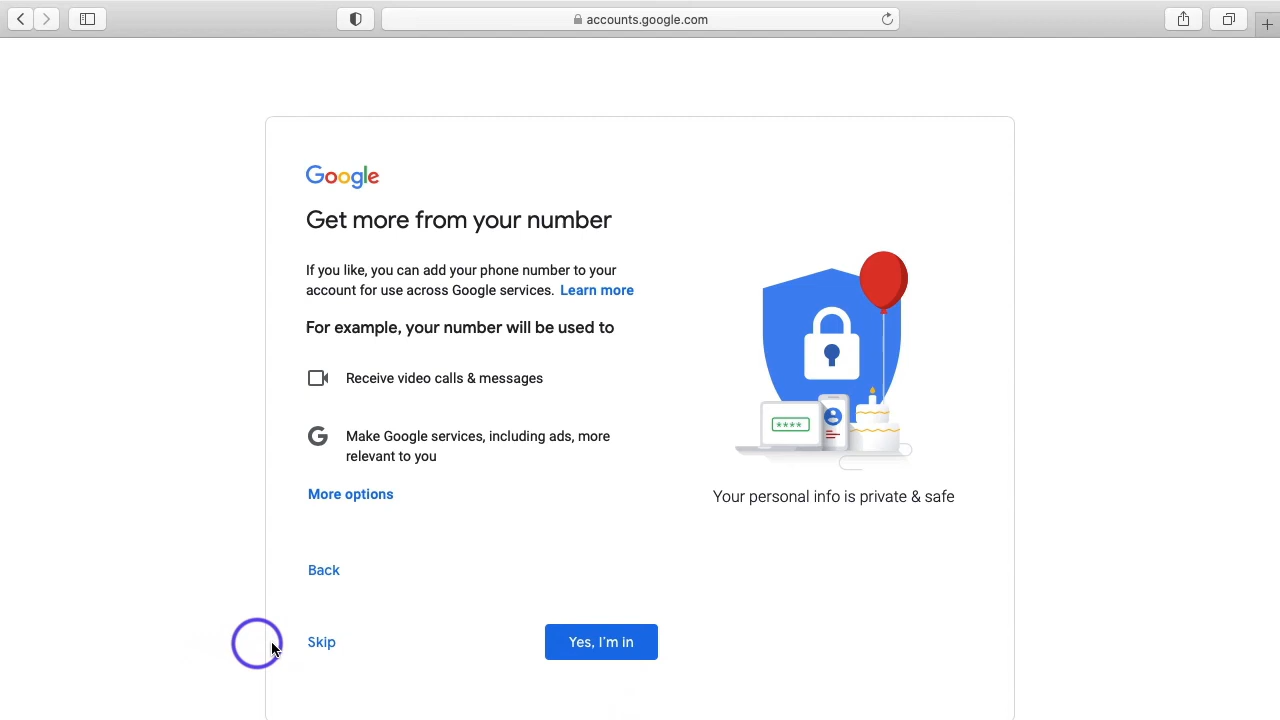 accounts.google.com
Google
Get more from your number
If you like, you can add your phone number to your
account for use across Google services. Learn more
For example, your number will be used to
Receive video calls & messages
G
Make Google services, including ads, more
relevant to you
More options
****
Your personal info is private & safe
Back
Skip
Yes, I'm in